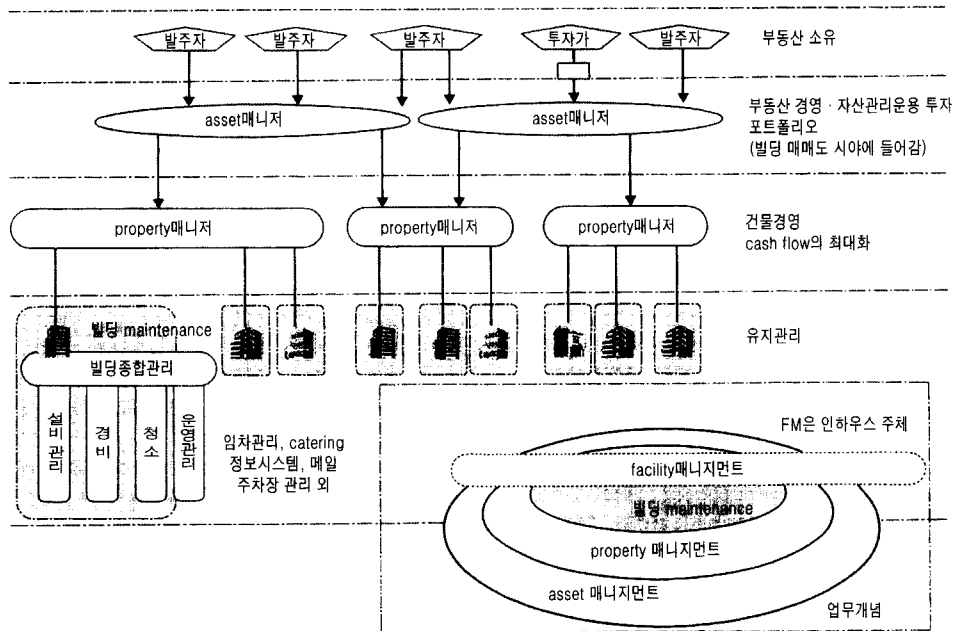 발주자 발주자 발주자 투자가 발주자
부동산 소유
asset매니저 asset매니저
부동산 경영 · 자산관리운용 투자
포트폴리오
(빌딩 매매도 시야에 들어감)
property매니저 property매니저 property매니저
건물경영
cash flow의 최대화
빌딩 maintenance
유지관리
빌딩종합관리
설비관리
경비
청소
운영관리
임차관리, catering
정보시스템, 메일
주차장 관리 외
FM은 인하우스 주체
facility매니지먼트
빌딩 maintenance
property 매니지먼트
asset 매니지먼트
업무개념